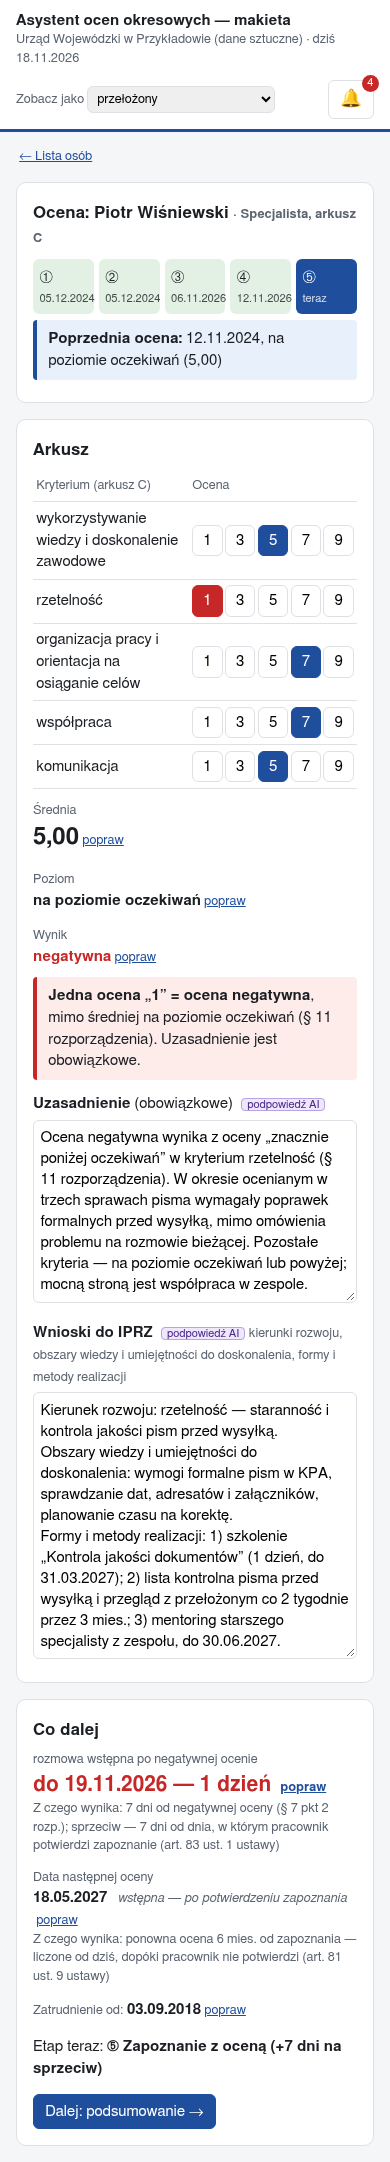 Asystent ocen okresowych — makieta
Urząd Wojewódzki w Przykładowie (dane sztuczne) · dziś
18.11.2026
Zobacz jako przełożony
4
← Lista osób
Ocena: Piotr Wiśniewski · Specjalista, arkusz
C
① ② ③ ④ ⑤
05.12.2024 05.12.2024 06.11.2026 12.11.2026 teraz
Poprzednia ocena: 12.11.2024, na
poziomie oczekiwań (5,00)
Arkusz
Kryterium (arkusz C) Ocena
wykorzystywanie
wiedzy i doskonalenie
zawodowe
1 3 5 7 9
rzetelność 1 3 5 7 9
organizacja pracy i
orientacja na
osiąganie celów
1 3 5 7 9
współpraca 1 3 5 7 9
komunikacja 1 3 5 7 9
Średnia
5,00 popraw
Poziom
na poziomie oczekiwań popraw
Wynik
negatywna popraw
Jedna ocena „1” = ocena negatywna,
mimo średniej na poziomie oczekiwań (§ 11
rozporządzenia). Uzasadnienie jest
obowiązkowe.
Uzasadnienie (obowiązkowe) podpowiedź AI
Ocena negatywna wynika z oceny „znacznie
poniżej oczekiwań” w kryterium rzetelność (§
11 rozporządzenia). W okresie ocenianym w
trzech sprawach pisma wymagały poprawek
formalnych przed wysyłką, mimo omówienia
problemu na rozmowie bieżącej. Pozostałe
kryteria — na poziomie oczekiwań lub powyżej;
mocną stroną jest współpraca w zespole.
Wnioski do IPRZ podpowiedź AI kierunki rozwoju,
obszary wiedzy i umiejętności do doskonalenia, formy i
metody realizacji
Kierunek rozwoju: rzetelność — staranność i
kontrola jakości pism przed wysyłką.
Obszary wiedzy i umiejętności do
doskonalenia: wymogi formalne pism w KPA,
sprawdzanie dat, adresatów i załączników,
planowanie czasu na korektę.
Formy i metody realizacji: 1) szkolenie
„Kontrola jakości dokumentów” (1 dzień, do
31.03.2027); 2) lista kontrolna pisma przed
wysyłką i przegląd z przełożonym co 2 tygodnie
przez 3 mies.; 3) mentoring starszego
specjalisty z zespołu, do 30.06.2027.
Co dalej
rozmowa wstępna po negatywnej ocenie
do 19.11.2026 — 1 dzień popraw
Z czego wynika: 7 dni od negatywnej oceny (§ 7 pkt 2
rozp.); sprzeciw — 7 dni od dnia, w którym pracownik
potwierdzi zapoznanie (art. 83 ust. 1 ustawy)
Data następnej oceny
18.05.2027 wstępna — po potwierdzeniu zapoznania
popraw
Z czego wynika: ponowna ocena 6 mies. od zapoznania —
liczone od dziś, dopóki pracownik nie potwierdzi (art. 81
ust. 9 ustawy)
Zatrudnienie od: 03.09.2018 popraw
Etap teraz: ⑤ Zapoznanie z oceną (+7 dni na
sprzeciw)
Dalej: podsumowanie →